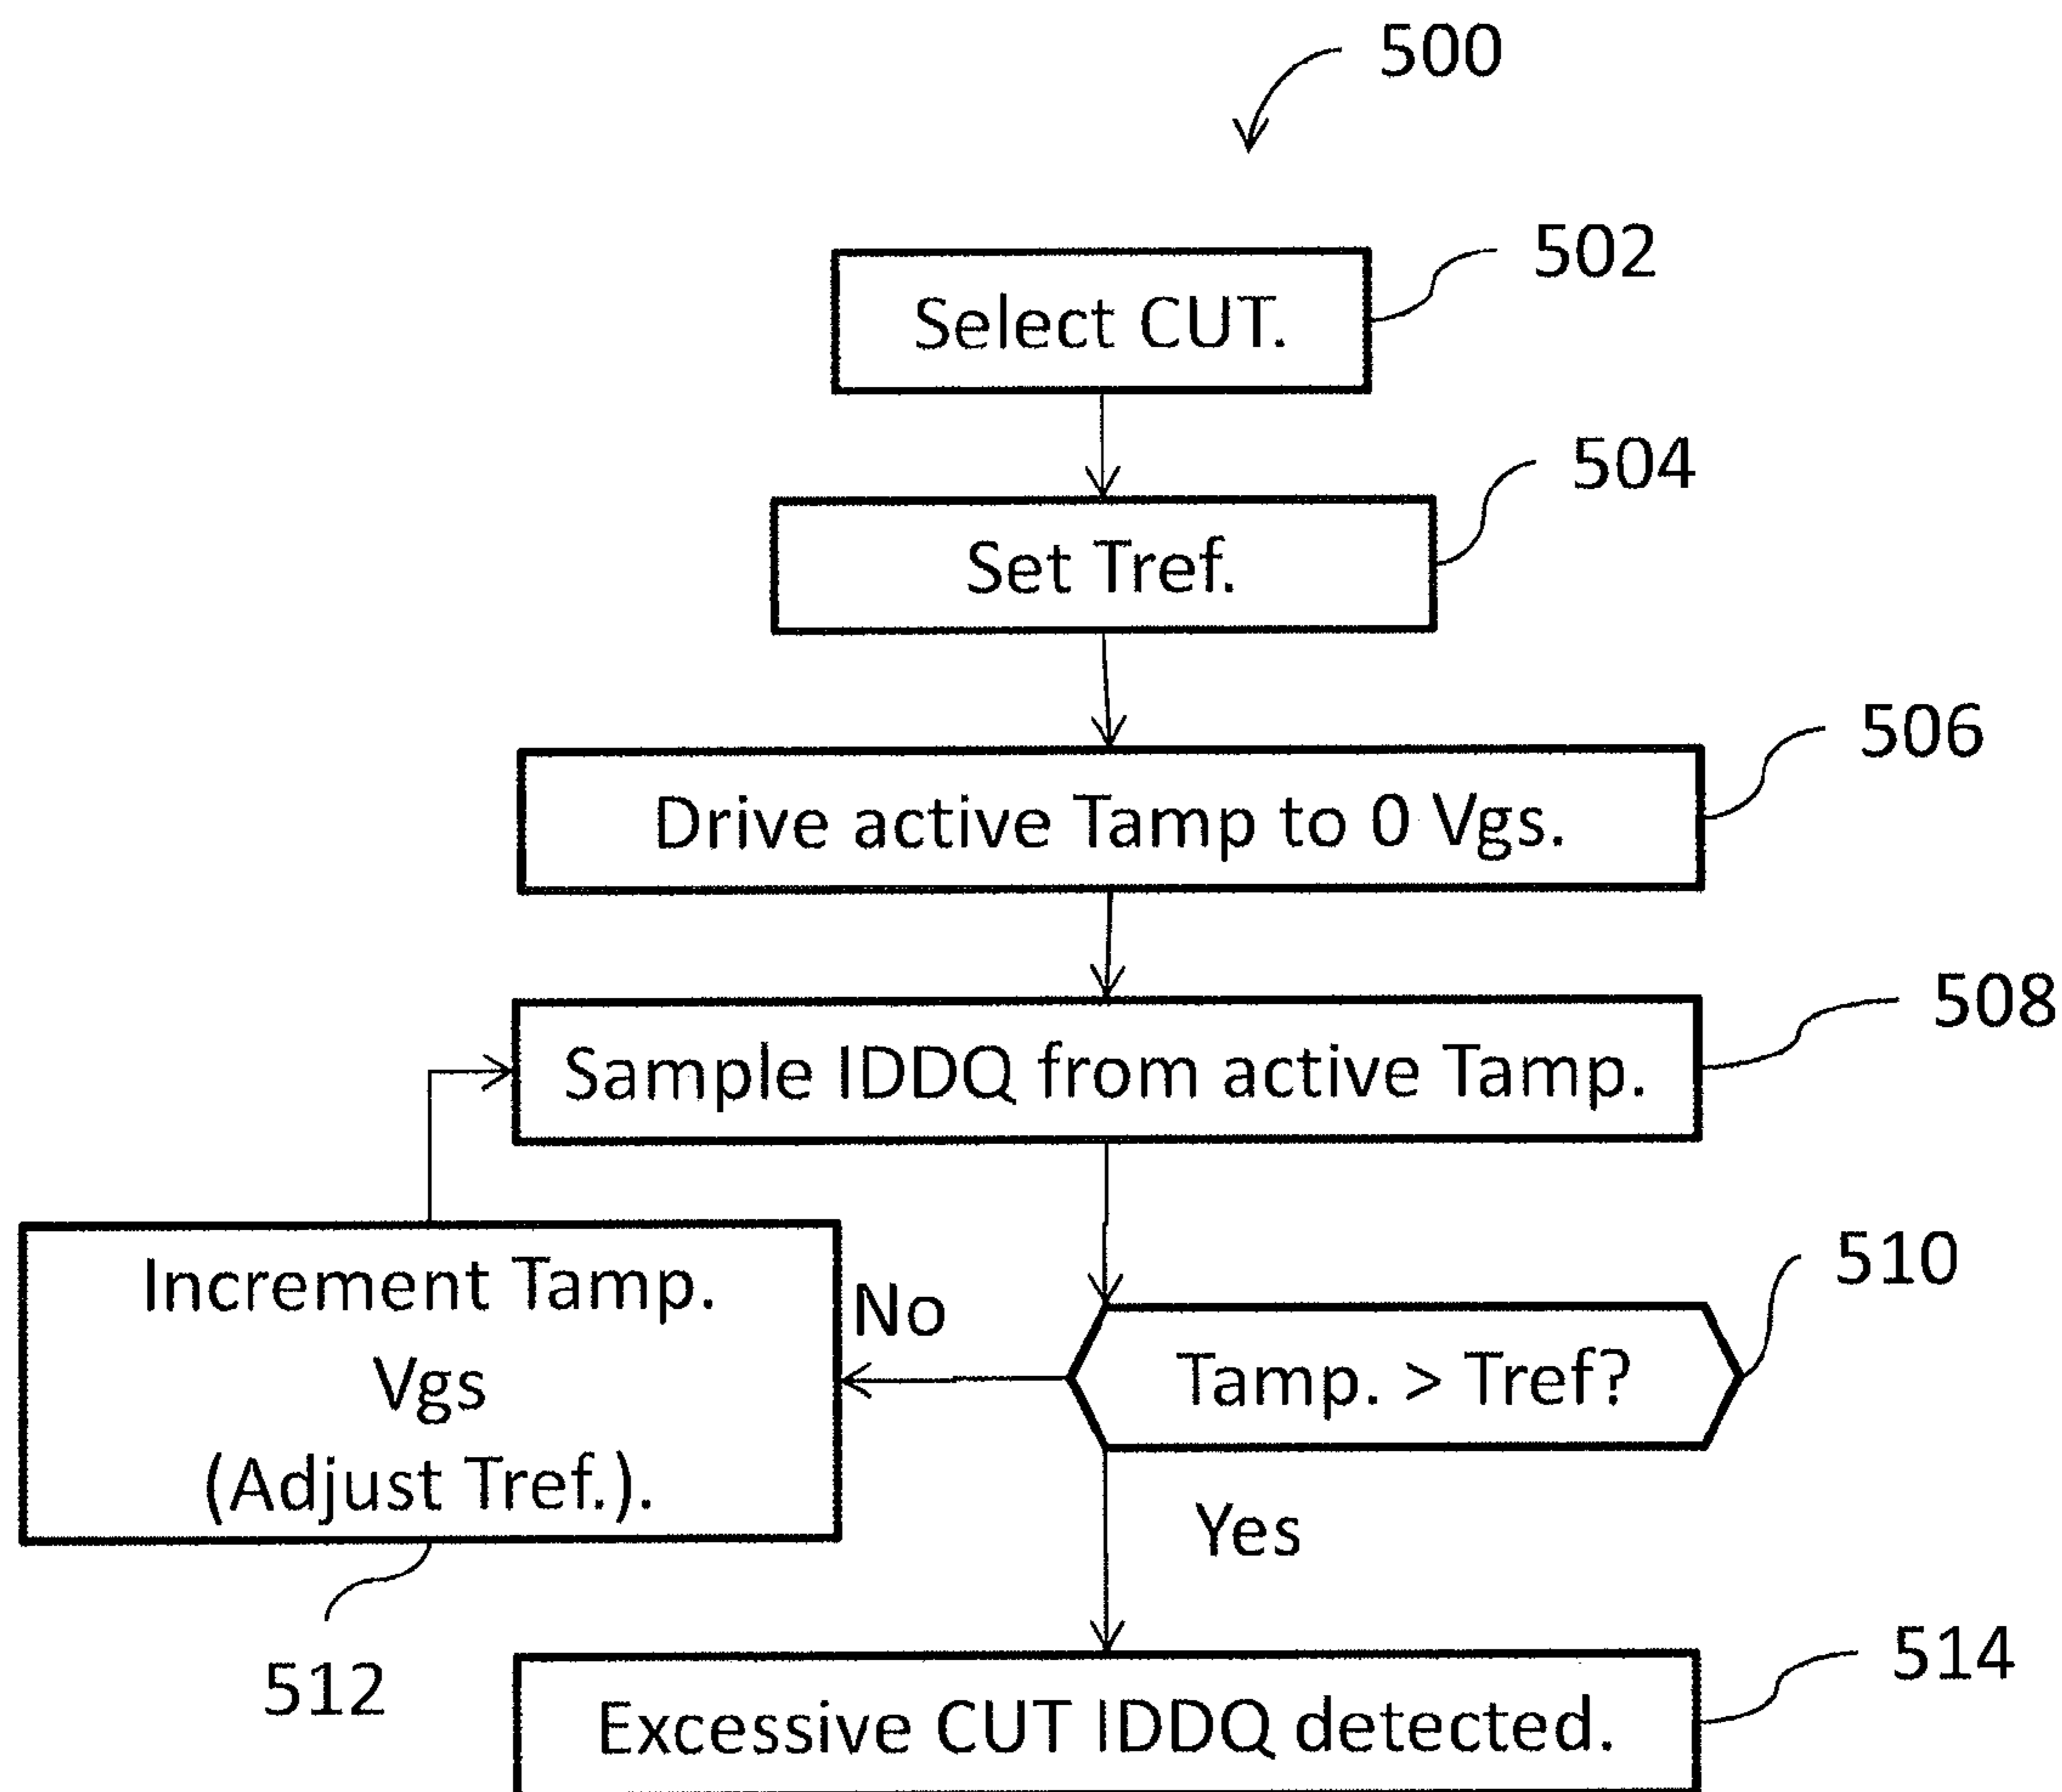 500
502
Select CUT.
504
Set Tref.
506
Drive active Tamp to 0 Vgs.
508
Sample IDDQ from active Tamp.
510
Increment Tamp.
Vgs
(Adjust Tref.).
No
Tamp. > Tref?
Yes
512
514
Excessive CUT IDDQ detected.